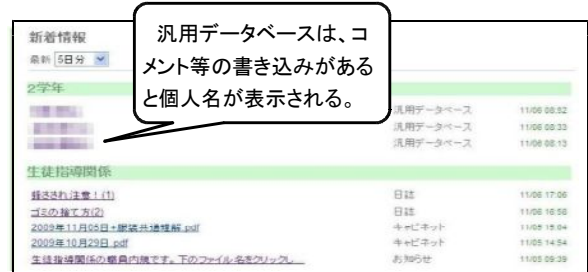 新着情報
最新 5日分
汎用データベースは、コ
メント等の書き込みがある
と個人名が表示される。
2学年
汎用データベース 11/06 08:52
汎用データベース 11/06 08:33
汎用データベース 11/06 08:13
生徒指導関係
蜂さされ注意!(1) 日誌 11/06 17:06
ゴミの捨て方(2) 日誌 11/06 16:58
2009年11月05日+服装共通理解.pdf キャビネット 11/05 15:04
2009年10月29日.pdf キャビネット 11/05 14:54
生徒指導関係の職員内規です。下のファイル名をクリックし... お知らせ 11/05 09:39